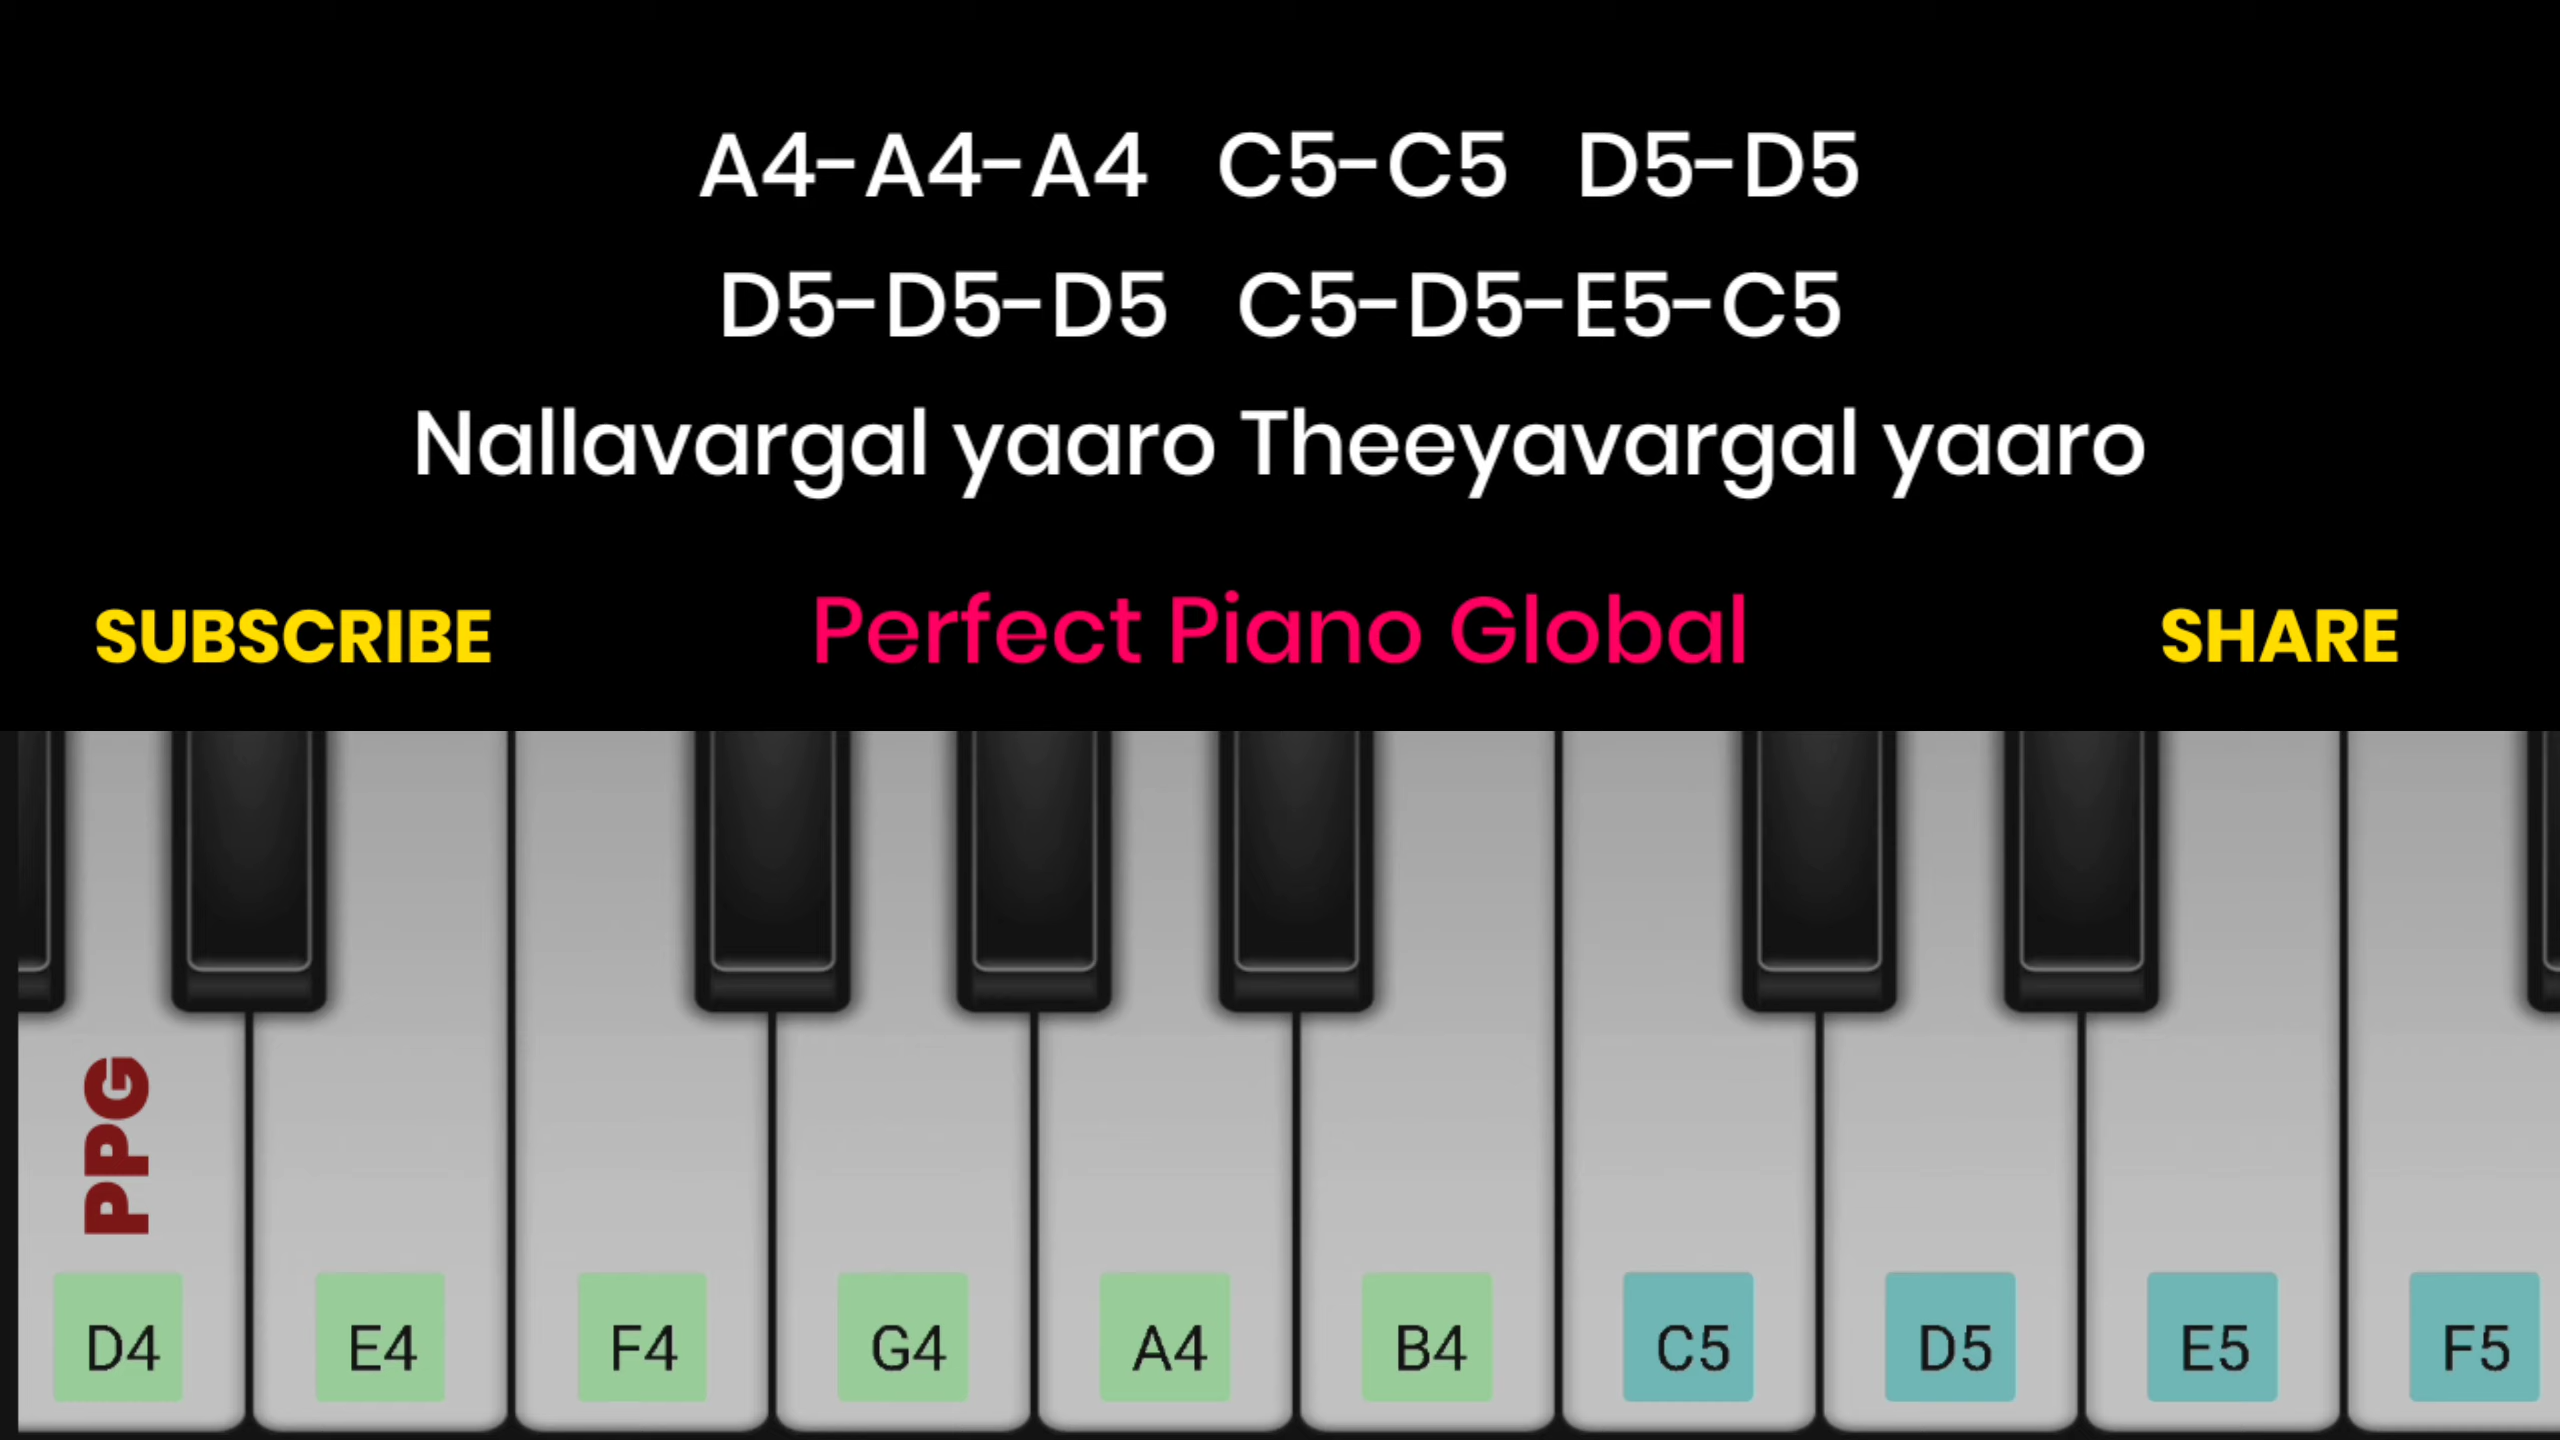 A4-A4-A4 C5-C5 D5-D5
D5-D5-D5 C5-D5-E5-C5
Nallavargal yaaro Theeyavargal yaaro
SUBSCRIBE Perfect Piano Global SHARE
PPG
D4 E4 F4 G4 A4 B4 C5 D5 E5 F5